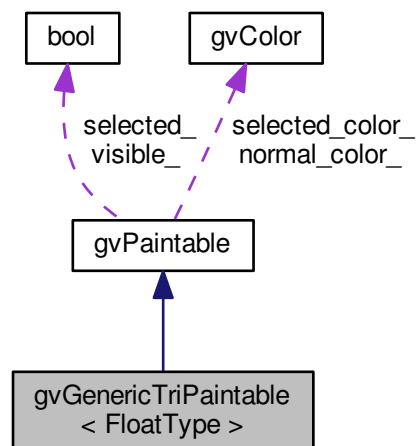 bool
gvColor
selected_
visible_
selected_color_
normal_color_
gvPaintable
gvGenericTriPaintable
< FloatType >